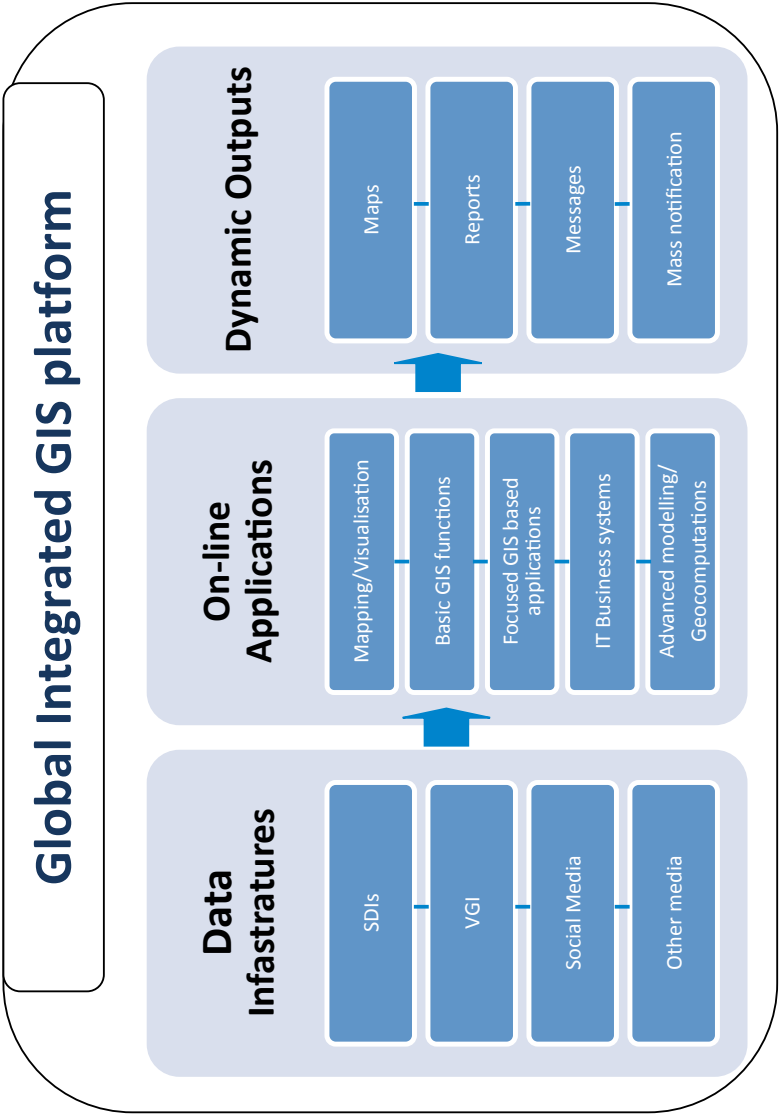 Global Integrated GIS platform
Data
Infastratures
SDIs
VGI
Social Media
Other media
On-line
Applications
Mapping/Visualisation
Basic GIS functions
Focused GIS based
applications
IT Business systems
Advanced modelling/
Geocomputations
Dynamic Outputs
Maps
Reports
Messages
Mass notification